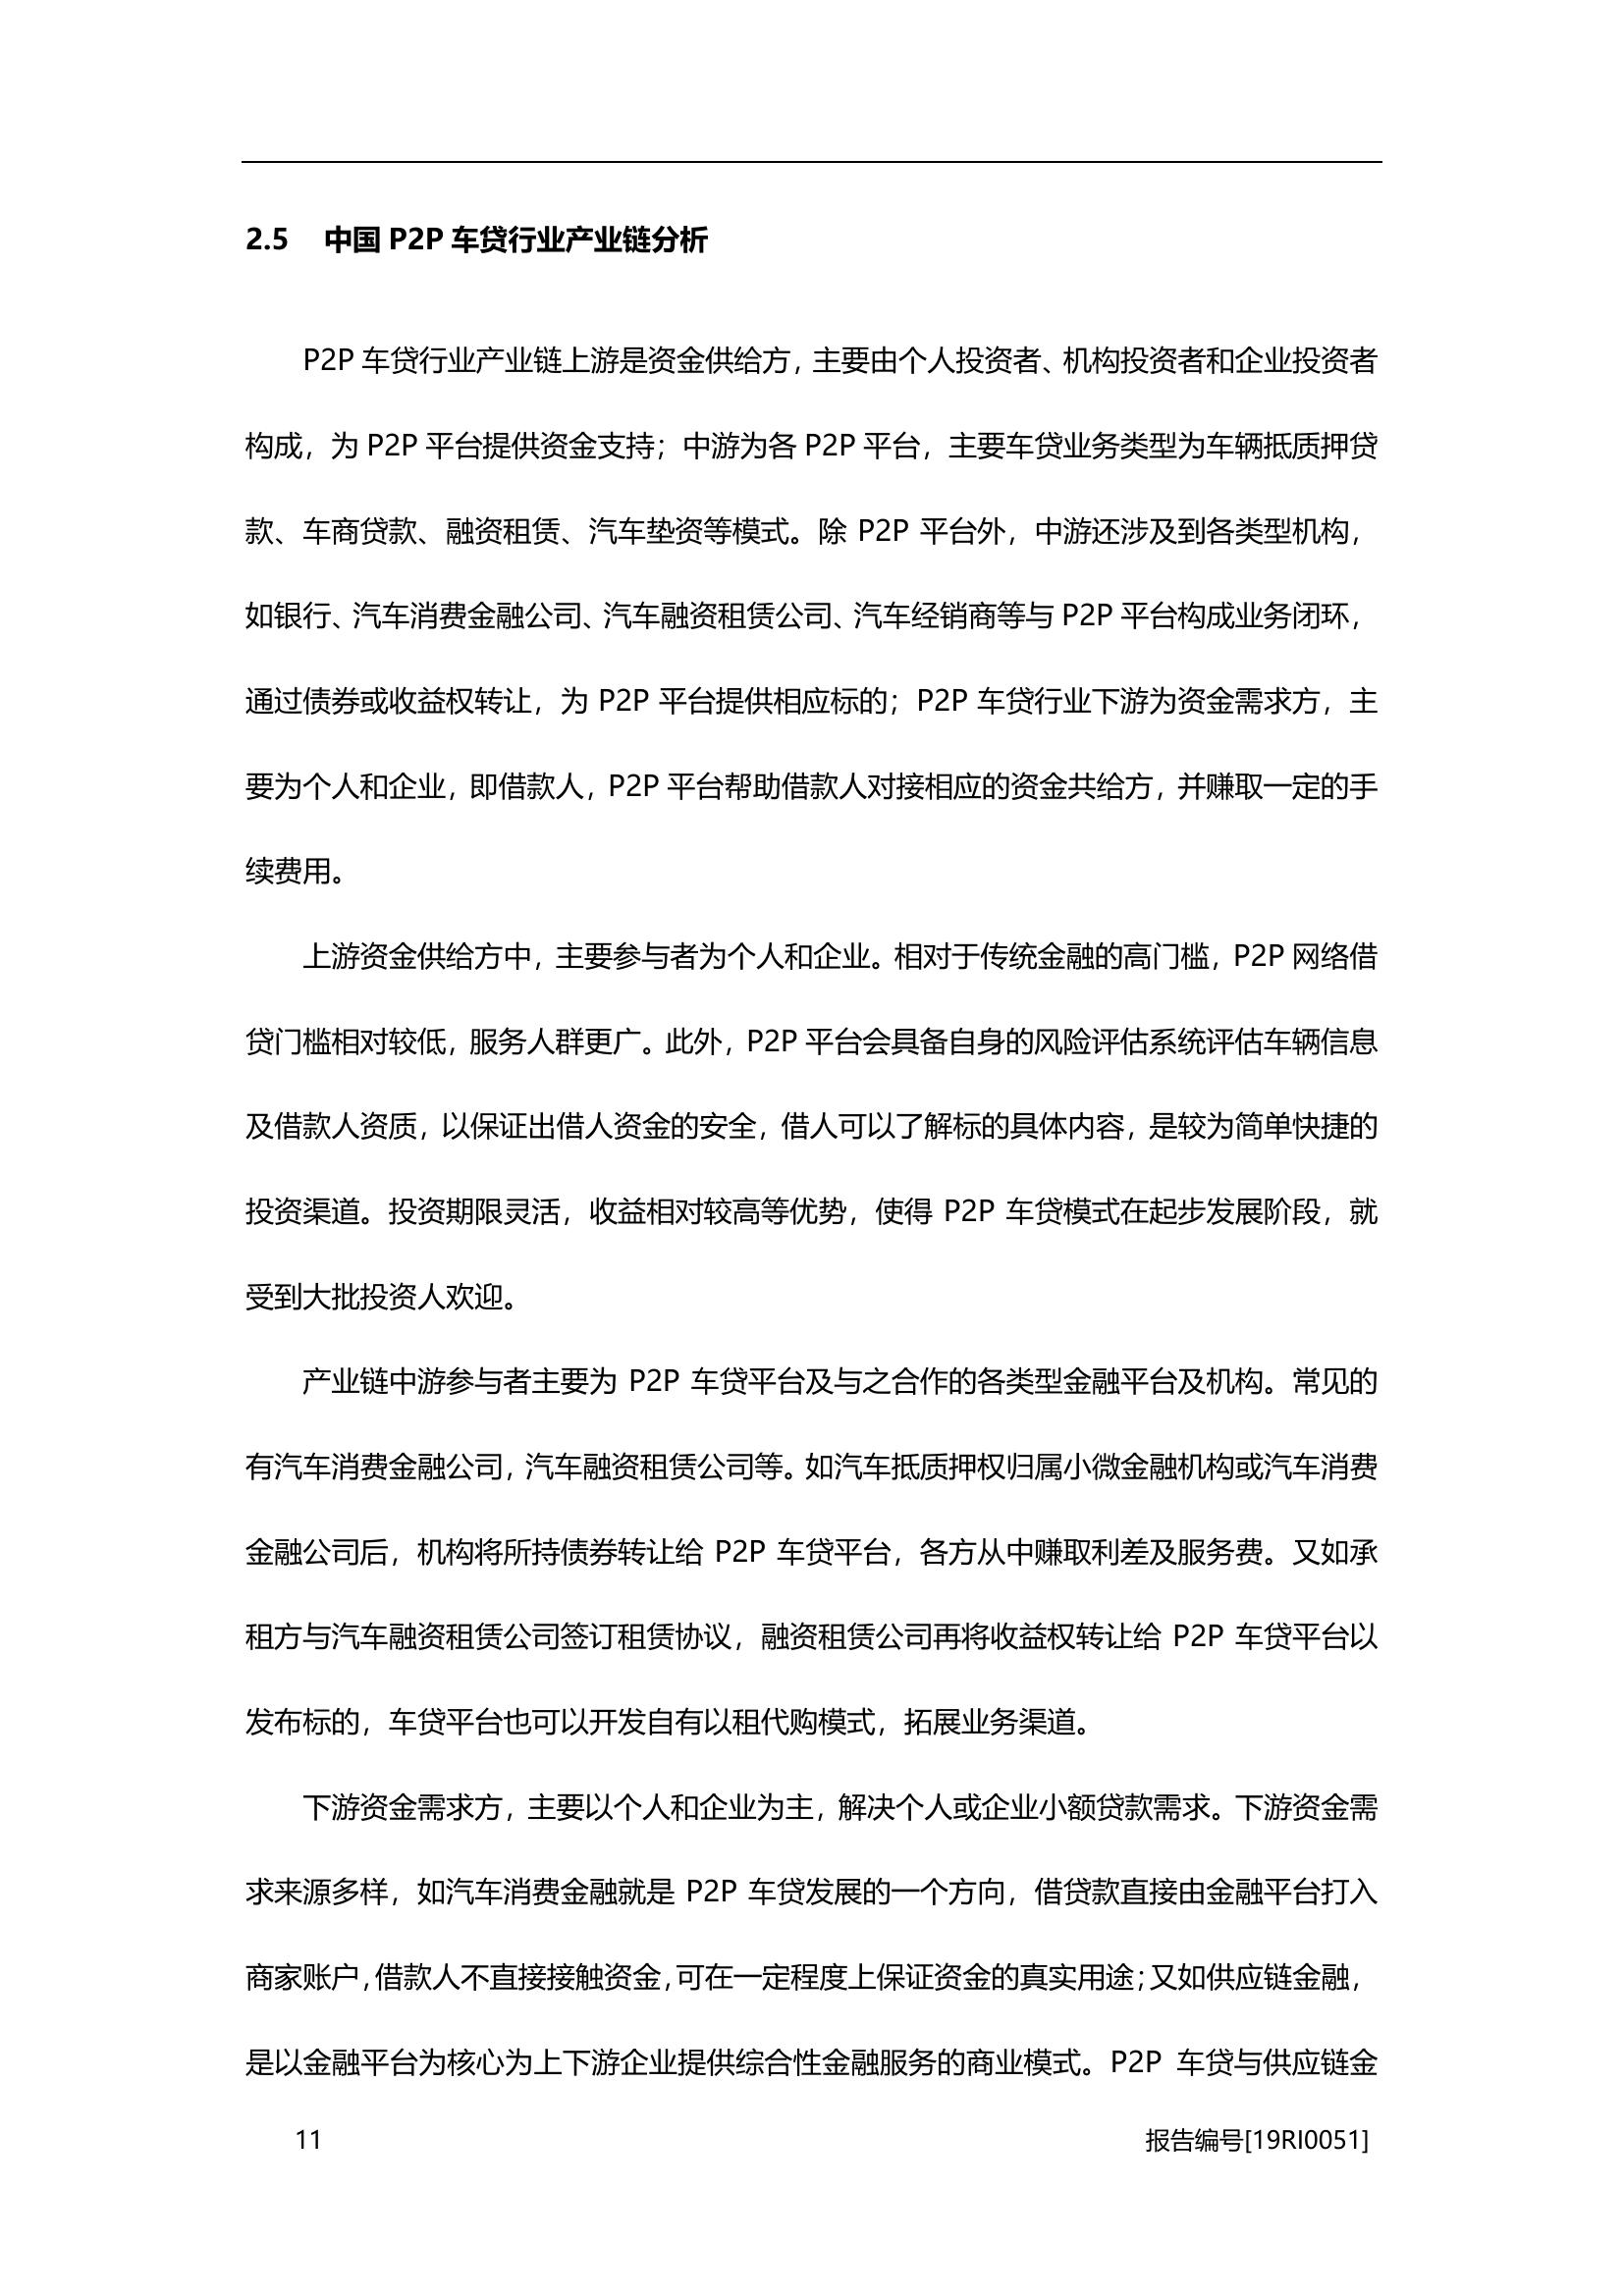 2.5 中国 P2P 车贷行业产业链分析
P2P 车贷行业产业链上游是资金供给方，主要由个人投资者、机构投资者和企业投资者
构成，为 P2P 平台提供资金支持；中游为各 P2P 平台，主要车贷业务类型为车辆抵质押贷
款、车商贷款、融资租赁、汽车垫资等模式。除 P2P 平台外，中游还涉及到各类型机构，
如银行、汽车消费金融公司、汽车融资租赁公司、汽车经销商等与 P2P 平台构成业务闭环，
通过债券或收益权转让，为 P2P 平台提供相应标的；P2P 车贷行业下游为资金需求方，主
要为个人和企业，即借款人，P2P 平台帮助借款人对接相应的资金共给方，并赚取一定的手
续费用。
上游资金供给方中，主要参与者为个人和企业。相对于传统金融的高门槛，P2P 网络借
贷门槛相对较低，服务人群更广。此外，P2P 平台会具备自身的风险评估系统评估车辆信息
及借款人资质，以保证出借人资金的安全，借人可以了解标的具体内容，是较为简单快捷的
投资渠道。投资期限灵活，收益相对较高等优势，使得 P2P 车贷模式在起步发展阶段，就
受到大批投资人欢迎。
产业链中游参与者主要为 P2P 车贷平台及与之合作的各类型金融平台及机构。常见的
有汽车消费金融公司，汽车融资租赁公司等。如汽车抵质押权归属小微金融机构或汽车消费
金融公司后，机构将所持债券转让给 P2P 车贷平台，各方从中赚取利差及服务费。又如承
租方与汽车融资租赁公司签订租赁协议，融资租赁公司再将收益权转让给 P2P 车贷平台以
发布标的，车贷平台也可以开发自有以租代购模式，拓展业务渠道。
下游资金需求方，主要以个人和企业为主，解决个人或企业小额贷款需求。下游资金需
求来源多样，如汽车消费金融就是 P2P 车贷发展的一个方向，借贷款直接由金融平台打入
商家账户，借款人不直接接触资金，可在一定程度上保证资金的真实用途；又如供应链金融，
是以金融平台为核心为上下游企业提供综合性金融服务的商业模式。P2P 车贷与供应链金
11 报告编号[19RI0051]